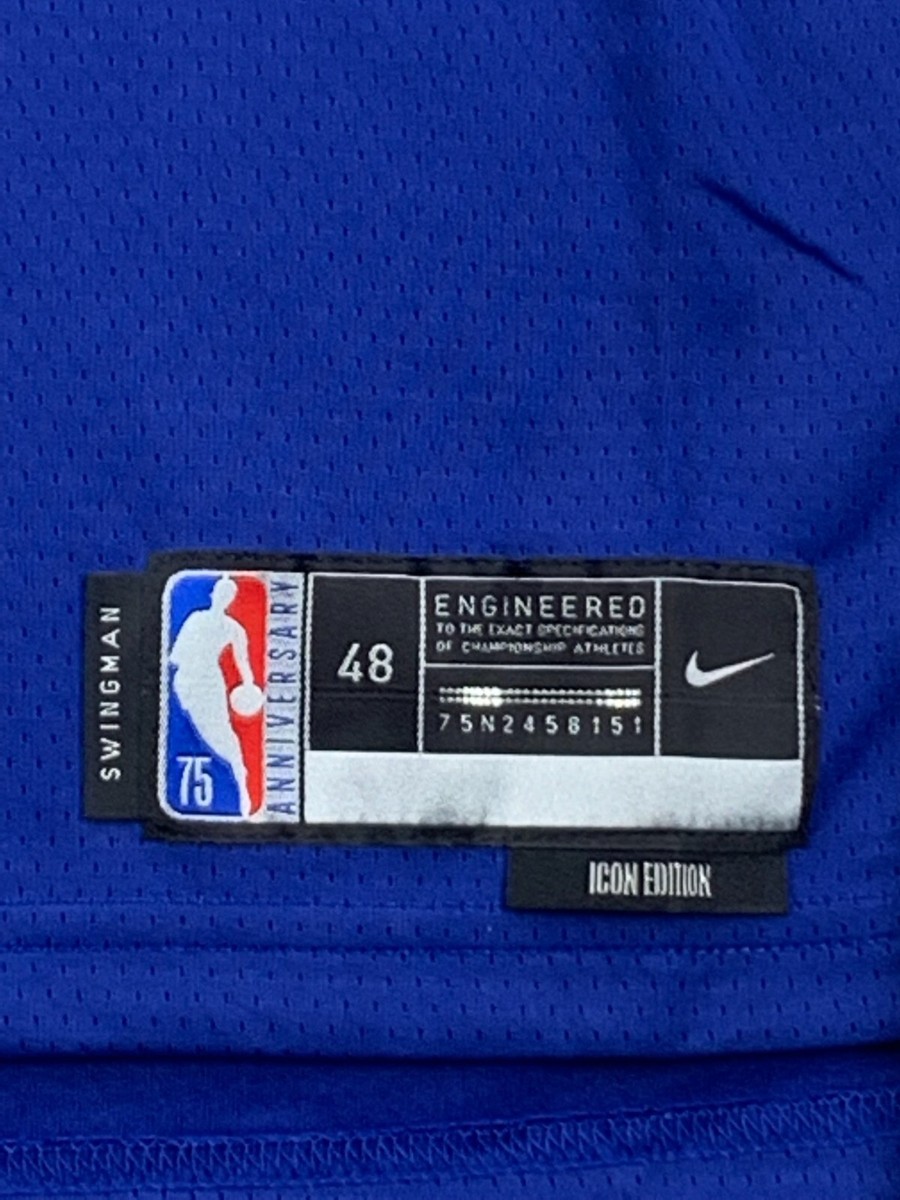 SWINGMAN
75
ANNIVERSARY
48
ENGINEERED
TO THE EXACT SPECIFICATIONS
OF CHAMPIONSHIP ATHLETES
75N2458151
ICON EDITION